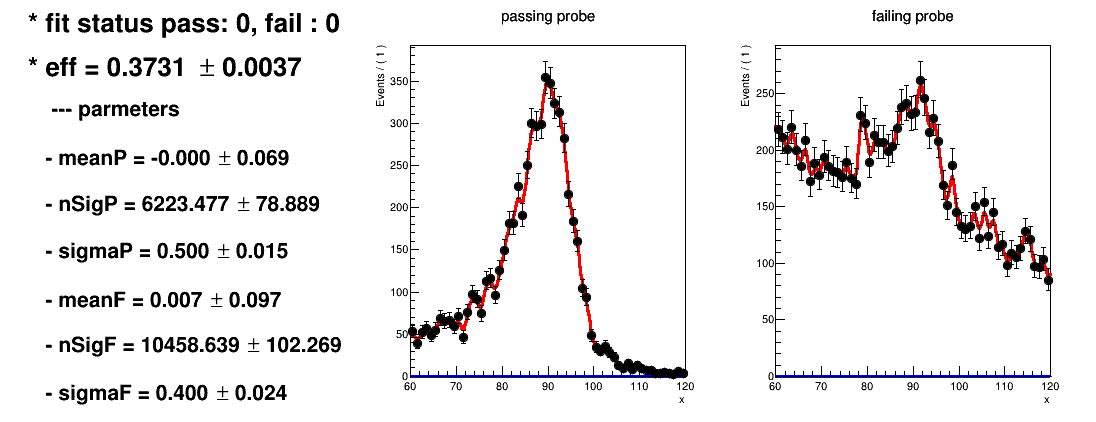 * fit status pass: 0, fail : 0
* eff = 0.3731 ± 0.0037
--- parmeters
- meanP = -0.000 ± 0.069
- nSigP = 6223.477 ± 78.889
- sigmaP = 0.500 ± 0.015
- meanF = 0.007 ± 0.097
- nSigF = 10458.639 ± 102.269
- sigmaF = 0.400 ± 0.024
passing probe
Events / ( 1 )
350
300
250
200
150
100
50
0
60 70 80 90 100 110 120
x
failing probe
Events / ( 1 )
250
200
150
100
50
0
60 70 80 90 100 110 120
x